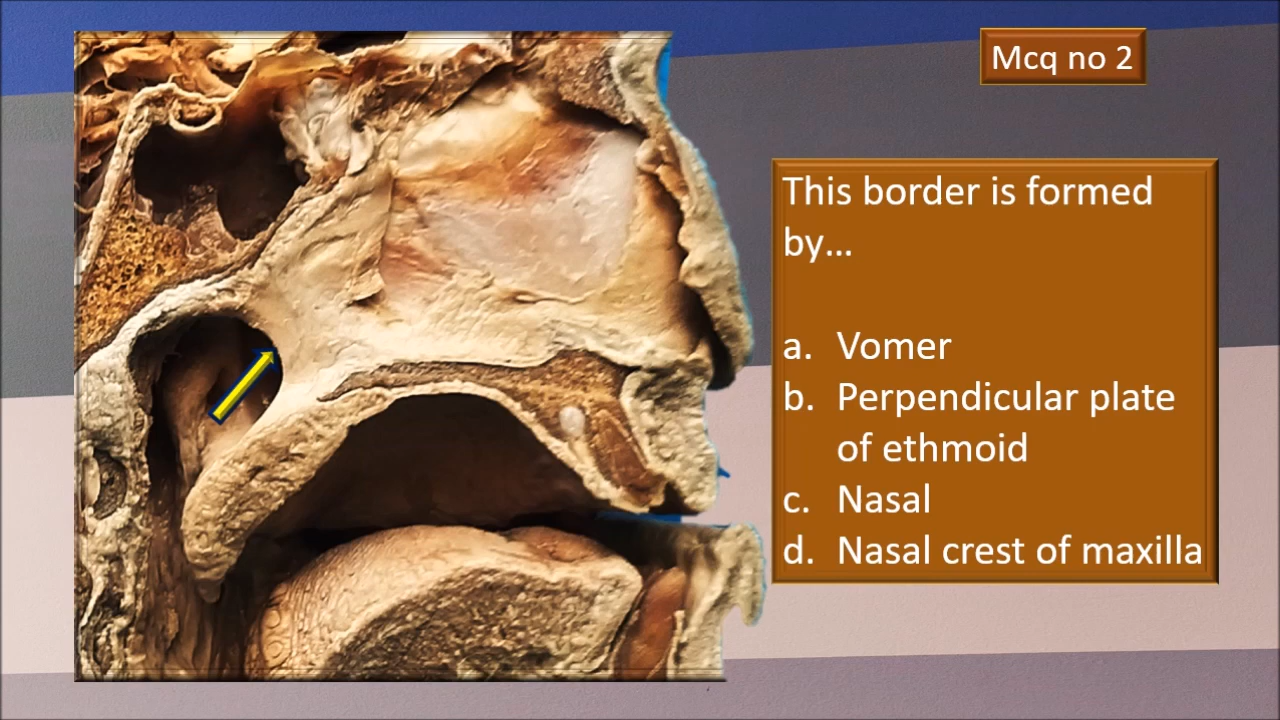 Mcq no 2
This border is formed
by...
a. Vomer
b. Perpendicular plate
of ethmoid
c. Nasal
d. Nasal crest of maxilla